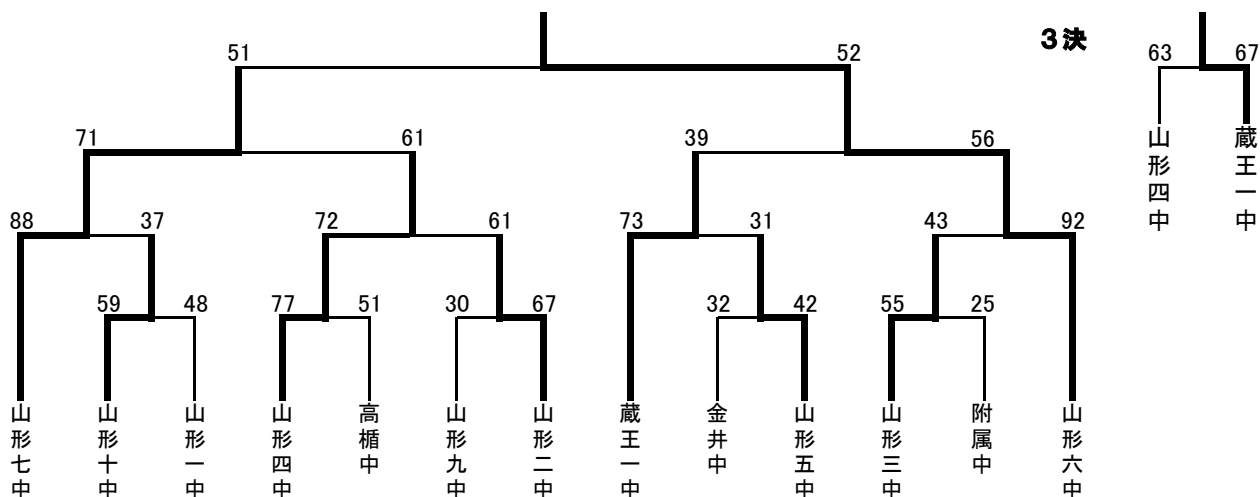 51 52 3決 63 67
71 61 39 56
山形四中
蔵王一中
88 37 72 61 73 31 43 92
59 48 77 51 30 67 32 42 55 25
山形七中
山形十中
山形一中
山形四中
高楯中
山形九中
山形二中
蔵王一中
金井中
山形五中
山形三中
附属中
山形六中